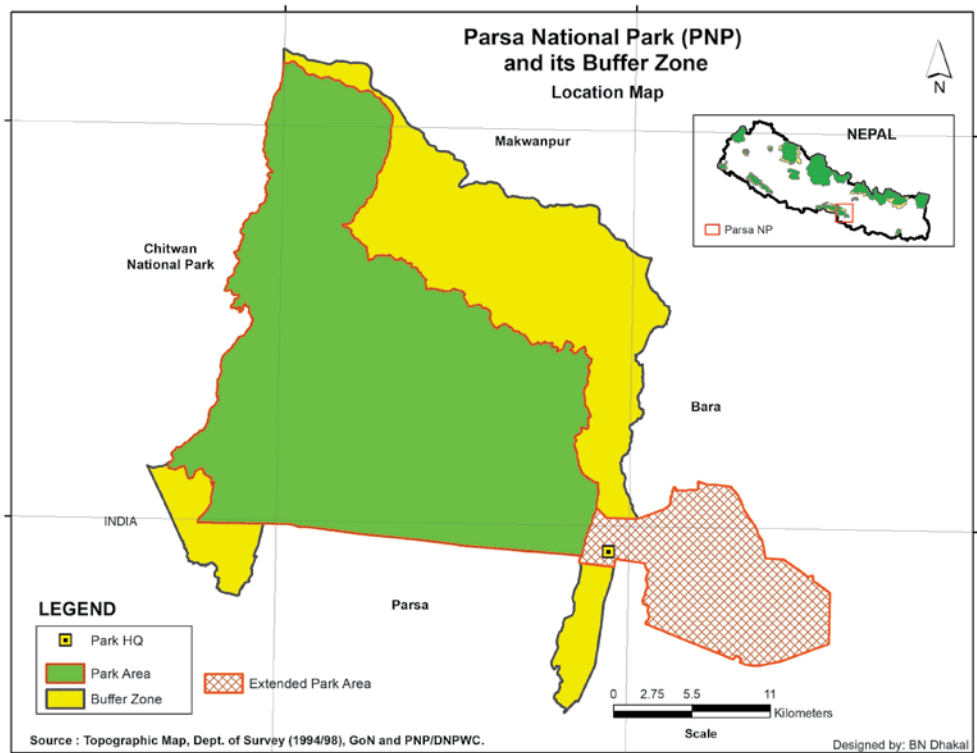 Parsa National Park (PNP)
and its Buffer Zone
Location Map
N
Makwanpur
NEPAL
Parsa NP
Chitwan
National Park
Bara
INDIA
Parsa
LEGEND
Park HQ
Park Area
Buffer Zone
Extended Park Area
0 2.75 5.5 11
Kilometers
Scale
Source : Topographic Map, Dept. of Survey (1994/98), GoN and PNP/DNPWC.
Designed by: BN Dhakal